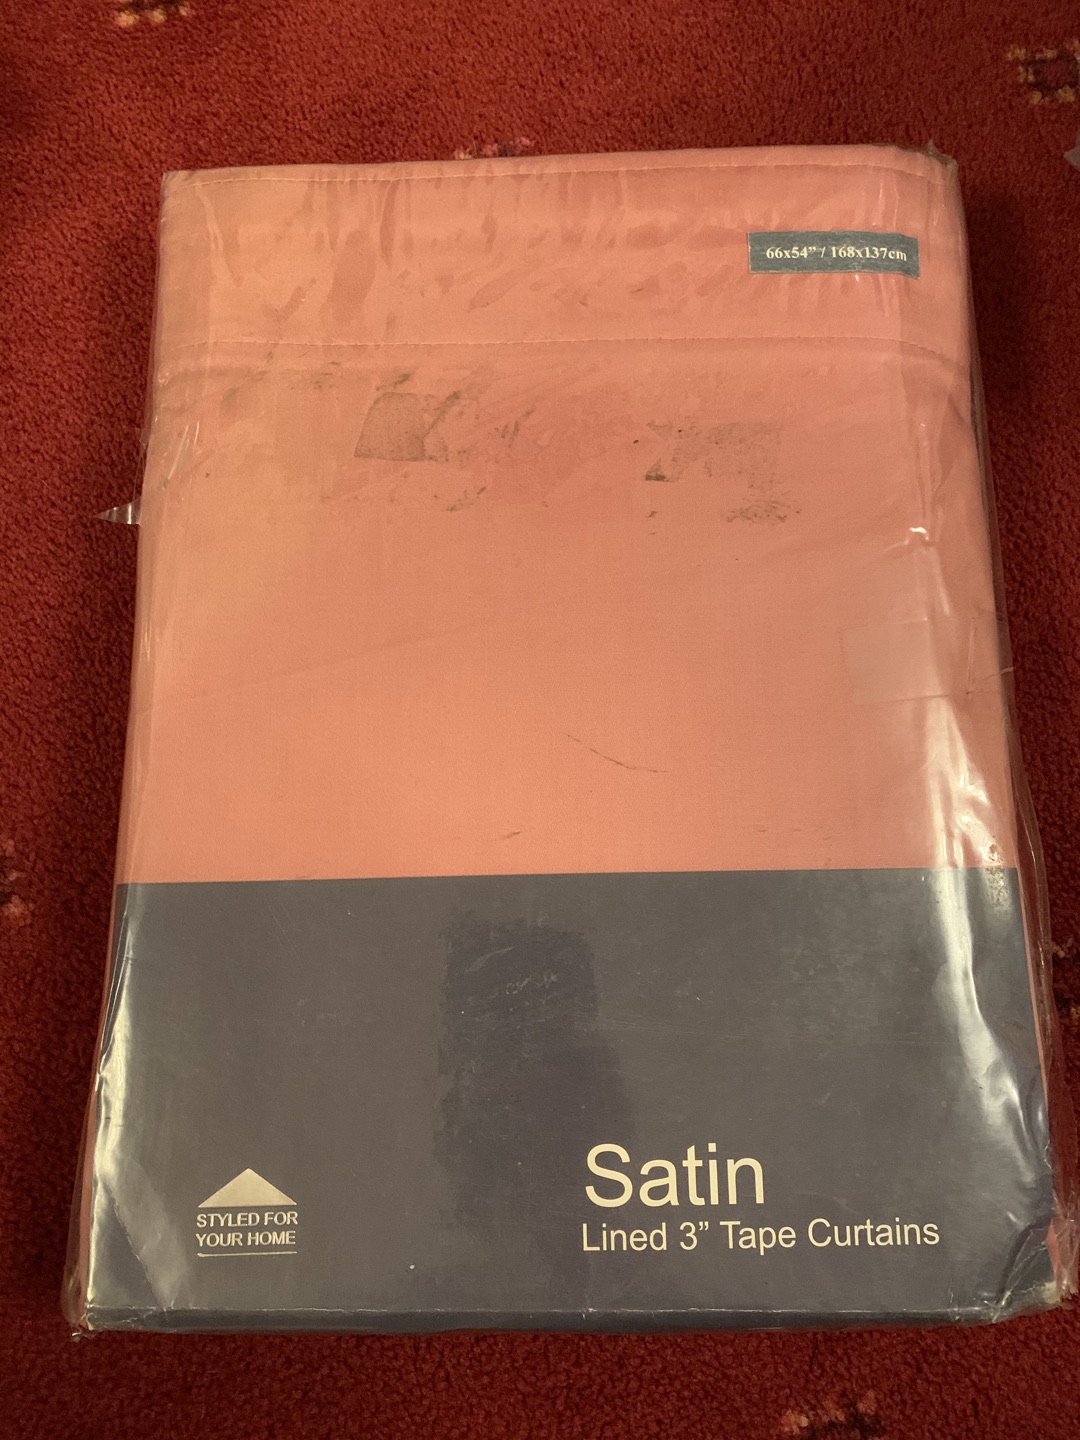 66x54” / 168x137cm
Satin
Lined 3” Tape Curtains
STYLED FOR
YOUR HOME